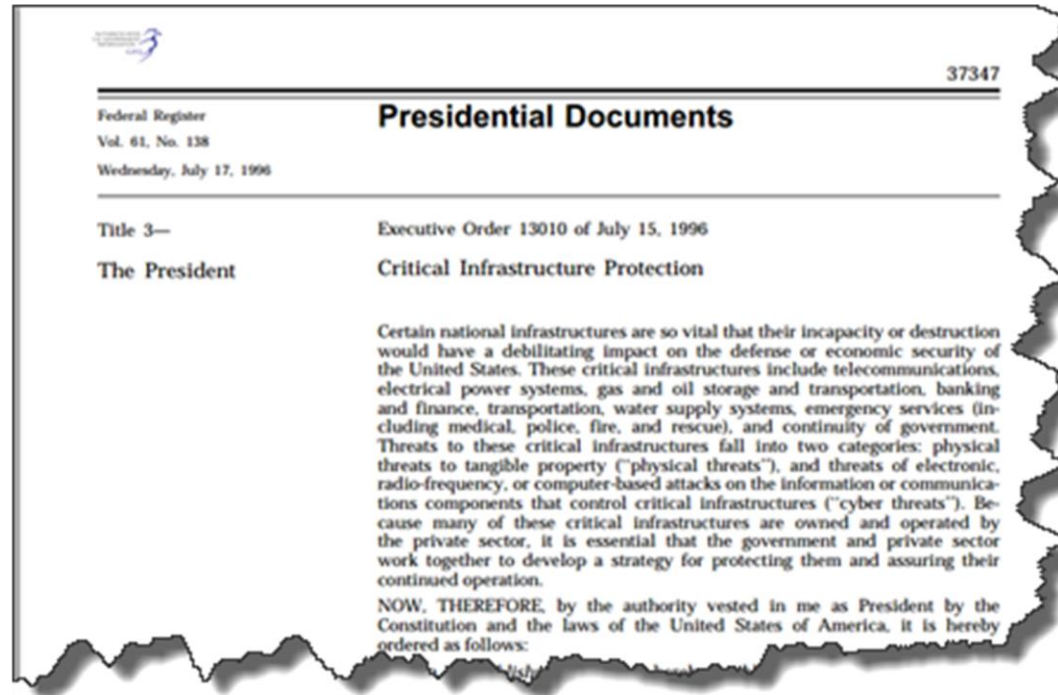 37347
Federal Register
Vol. 61, No. 138
Wednesday, July 17, 1996
Presidential Documents
Title 3—
The President
Executive Order 13010 of July 15, 1996
Critical Infrastructure Protection
Certain national infrastructures are so vital that their incapacity or destruction
would have a debilitating impact on the defense or economic security of
the United States. These critical infrastructures include telecommunications,
electrical power systems, gas and oil storage and transportation, banking
and finance, transportation, water supply systems, emergency services (in-
cluding medical, police, fire, and rescue), and continuity of government.
Threats to these critical infrastructures fall into two categories: physical
threats to tangible property (''physical threats''), and threats of electronic,
radio-frequency, or computer-based attacks on the information or communica-
tions components that control critical infrastructures (''cyber threats''). Be-
cause many of these critical infrastructures are owned and operated by
the private sector, it is essential that the government and private sector
work together to develop a strategy for protecting them and assuring their
continued operation.
NOW, THEREFORE, by the authority vested in me as President by the
Constitution and the laws of the United States of America, it is hereby
ordered as follows: